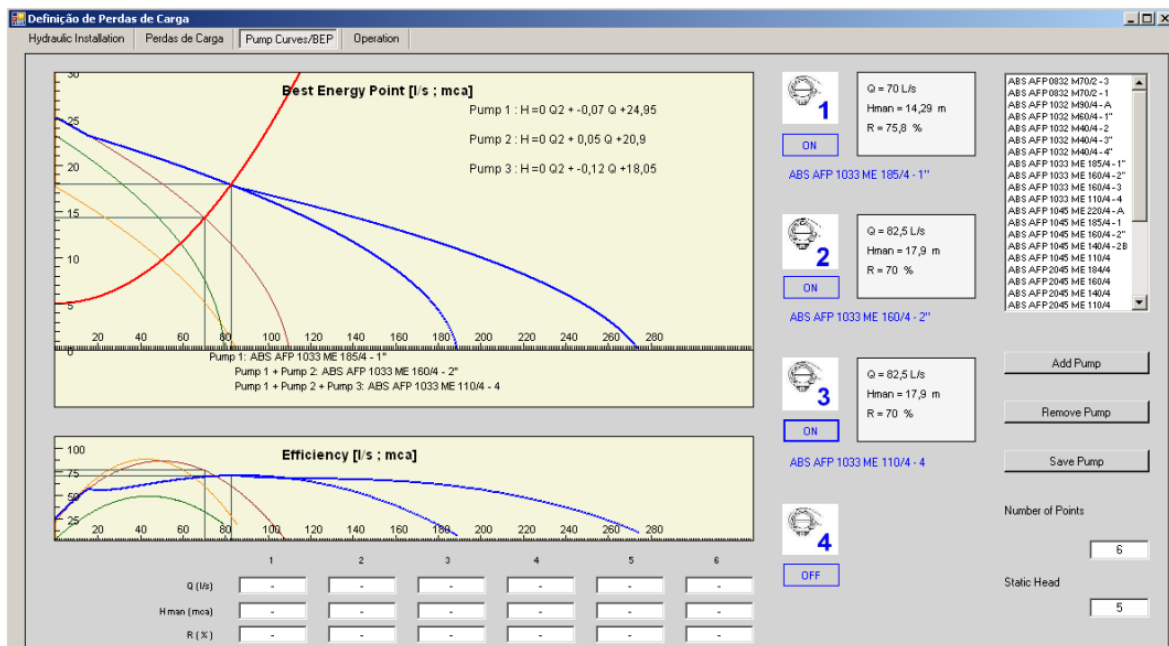 Definição de Perdas de Carga
Hydraulic Installation Perdas de Carga Pump Curves/BEP Operation
Best Energy Point [l/s ; mca]
Pump 1 : H =0 Q2 + -0,07 Q +24,95
Pump 2 : H =0 Q2 + 0,05 Q +20,9
Pump 3 : H =0 Q2 + -0,12 Q +18,05
30
25
20
15
10
5
0
20 40 60 80 100 120 140 160 180 200 220 240 260 280
Pump 1: ABS AFP 1033 ME 185/4 - 1"
Pump 1 + Pump 2: ABS AFP 1033 ME 160/4 - 2"
Pump 1 + Pump 2 + Pump 3: ABS AFP 1033 ME 110/4 - 4
Efficiency [l/s ; mca]
100
75
50
25
20 40 60 80 100 120 140 160 180 200 220 240 260 280
1 2 3 4 5 6
Q (l/s) - - - - - -
H man (mca) - - - - - -
R ( % ) - - - - - -
1
ON
Q = 70 L/s
Hman = 14,29 m
R = 75,8 %
ABS AFP 1033 ME 185/4 - 1"
2
ON
Q = 82,5 L/s
Hman = 17,9 m
R = 70 %
ABS AFP 1033 ME 160/4 - 2"
3
ON
Q = 82,5 L/s
Hman = 17,9 m
R = 70 %
ABS AFP 1033 ME 110/4 - 4
4
OFF
ABS AFP 0832 M70/2 - 3
ABS AFP 0832 M70/2 - 1
ABS AFP 1032 M90/4 - A
ABS AFP 1032 M60/4 - 1"
ABS AFP 1032 M40/4 - 2
ABS AFP 1032 M40/4 - 3"
ABS AFP 1032 M40/4 - 4"
ABS AFP 1033 ME 185/4 - 1"
ABS AFP 1033 ME 160/4 - 2"
ABS AFP 1033 ME 160/4 - 3
ABS AFP 1033 ME 110/4 - 4
ABS AFP 1045 ME 220/4 - A
ABS AFP 1045 ME 185/4 - 1
ABS AFP 1045 ME 160/4 - 2"
ABS AFP 1045 ME 140/4 - 2B
ABS AFP 1045 ME 110/4
ABS AFP 2045 ME 184/4
ABS AFP 2045 ME 160/4
ABS AFP 2045 ME 140/4
ABS AFP 2045 ME 110/4
Add Pump
Remove Pump
Save Pump
Number of Points
6
Static Head
5